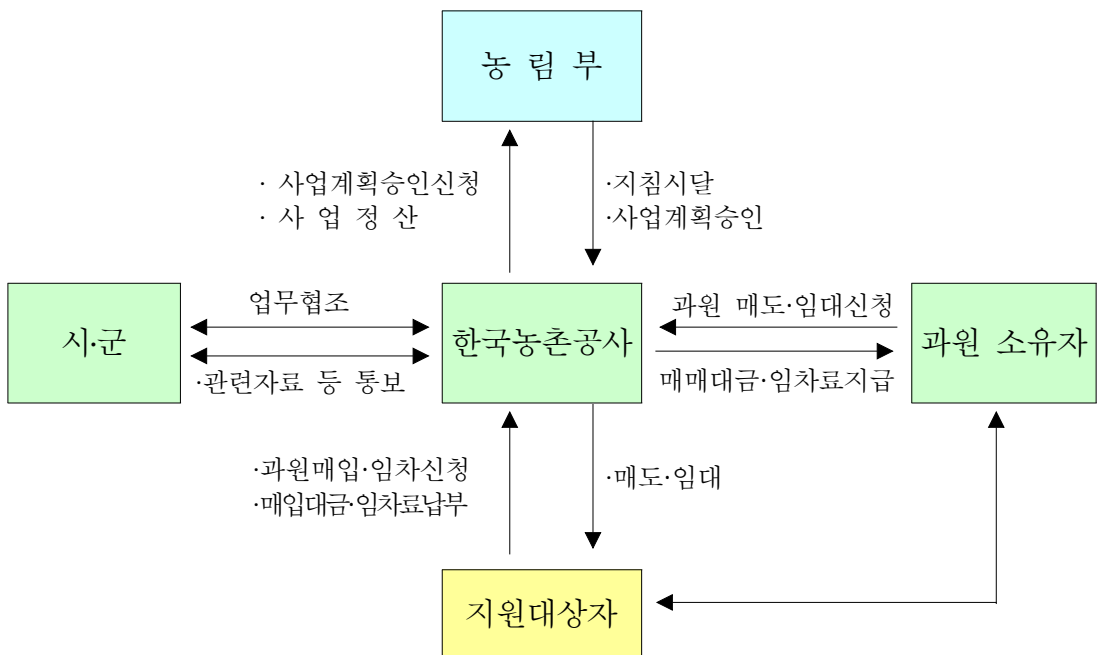 농 림 부
· 사업계획승인신청
· 사 업 정 산
·지침시달
·사업계획승인
시·군
업무협조
·관련자료 등 통보
한국농촌공사
과원 매도·임대신청
매매대금·임차료지급
과원 소유자
·과원매입·임차신청
·매입대금·임차료납부
·매도·임대
지원대상자